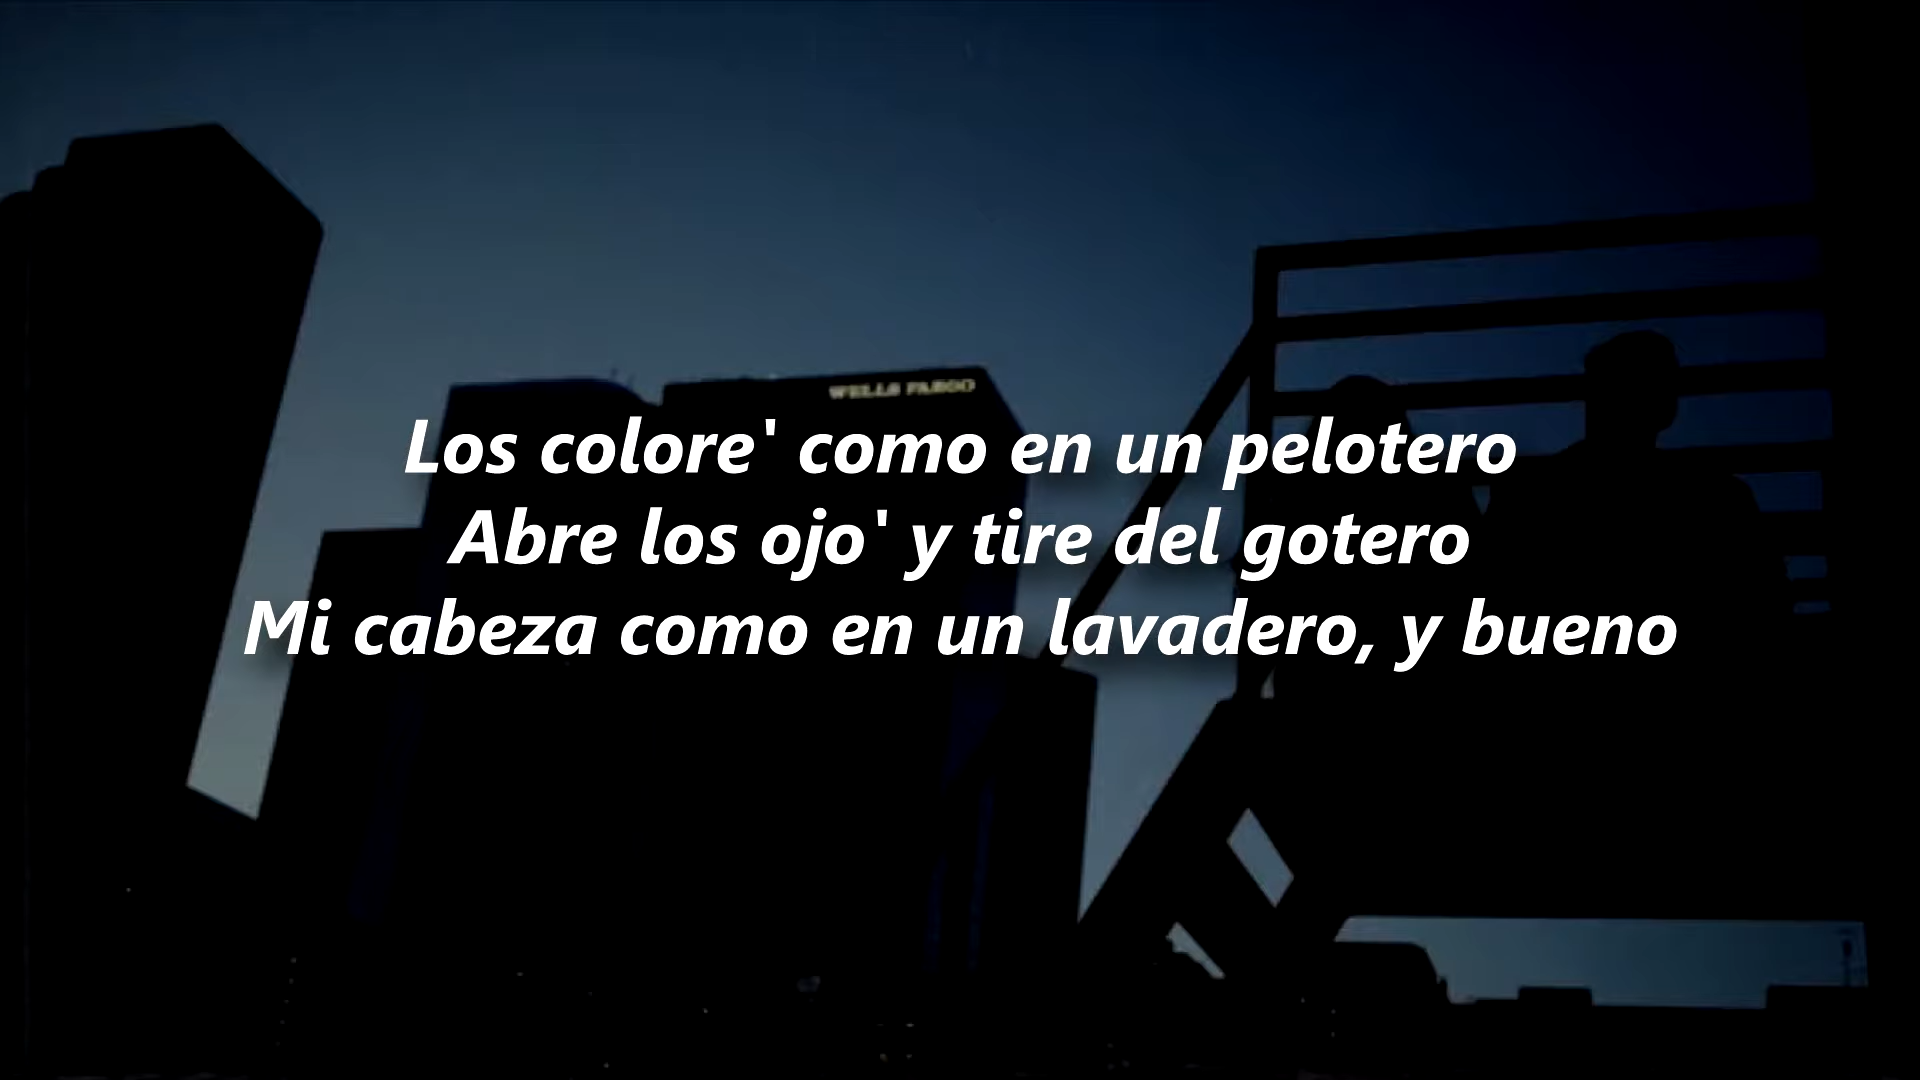 WELLS FARGO
Los colore' como en un pelotero
Abre los ojo' y tire del gotero
Mi cabeza como en un lavadero, y bueno